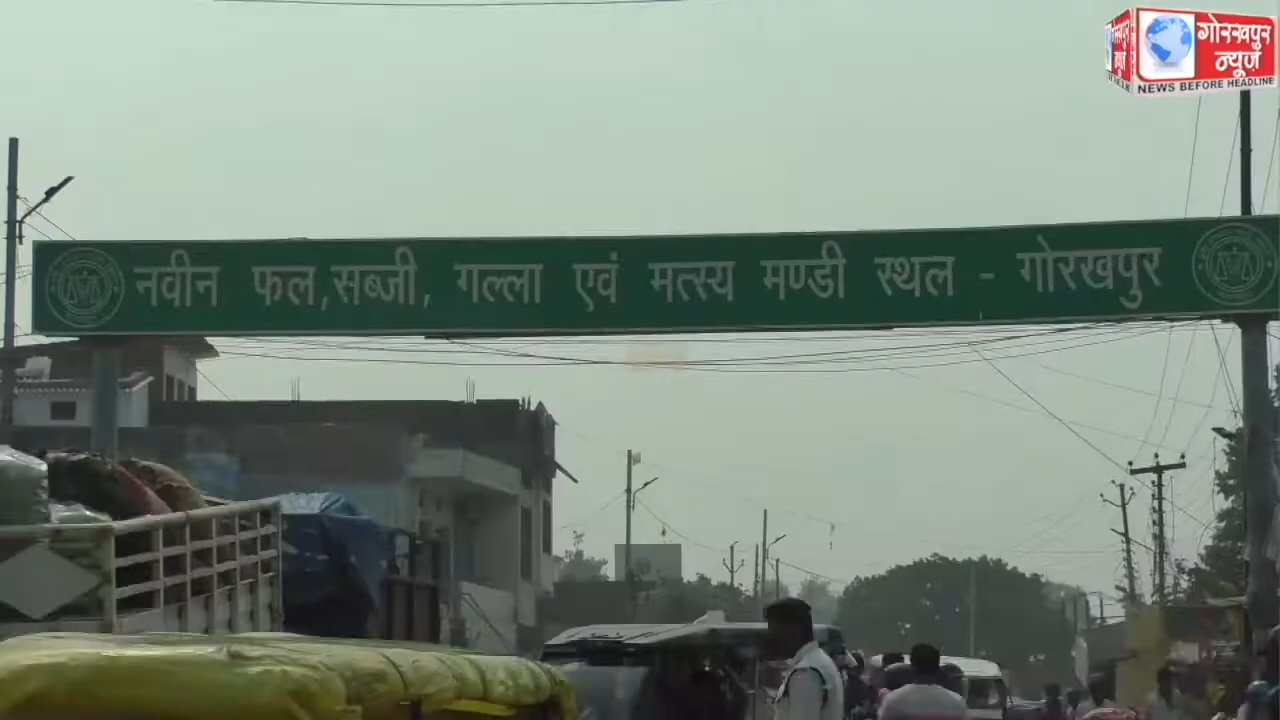 गोरखपुर
न्यूज़
NEWS BEFORE HEADLINE
नवीन फल,सब्जी, गल्ला एवं मत्स्य मण्डी स्थल - गोरखपुर